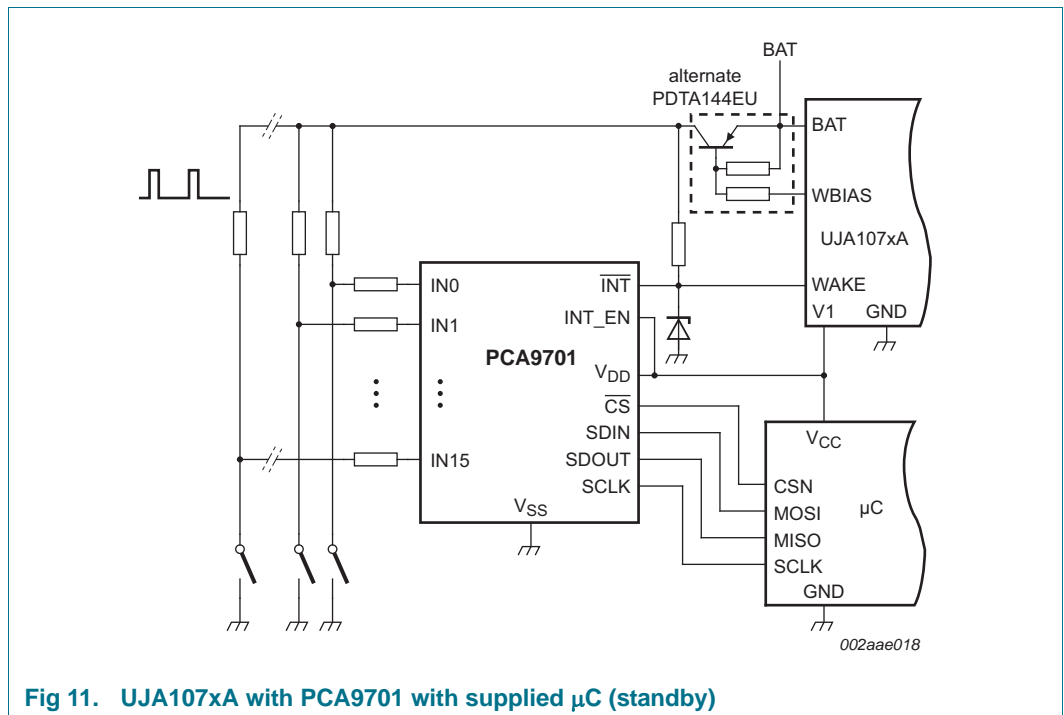 BAT
alternate
PDTA144EU
BAT
WBIAS
UJA107xA
WAKE
V1
GND
IN0
IN1
IN15
PCA9701
INT
INT_EN
VDD
CS
SDIN
SDOUT
SCLK
VSS
VCC
CSN
MOSI
MISO
SCLK
µC
GND
002aae018
Fig 11. UJA107xA with PCA9701 with supplied µC (standby)